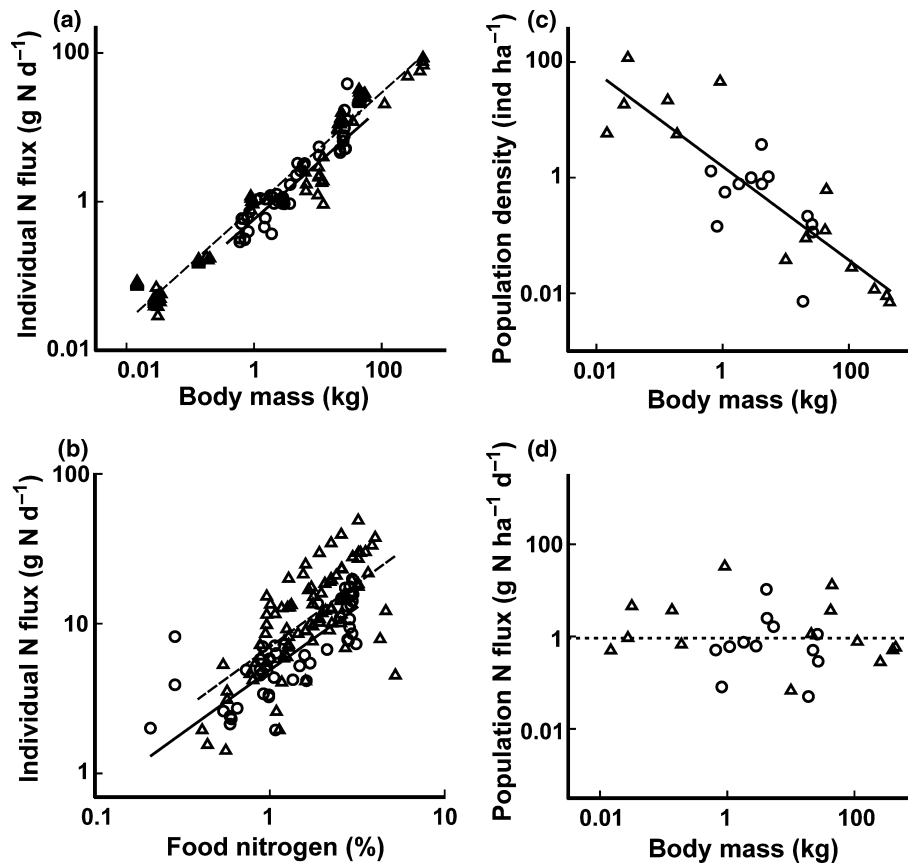 (a)
Individual N flux (g N d⁻¹)
100
1
0.01
0.01 1 100
Body mass (kg)
(c)
Population density (ind ha⁻¹)
100
1
0.01
0.01 1 100
Body mass (kg)
(b)
Individual N flux (g N d⁻¹)
100
10
1
0.1 1 10
Food nitrogen (%)
(d)
Population N flux (g N ha⁻¹ d⁻¹)
100
1
0.01
0.01 1 100
Body mass (kg)